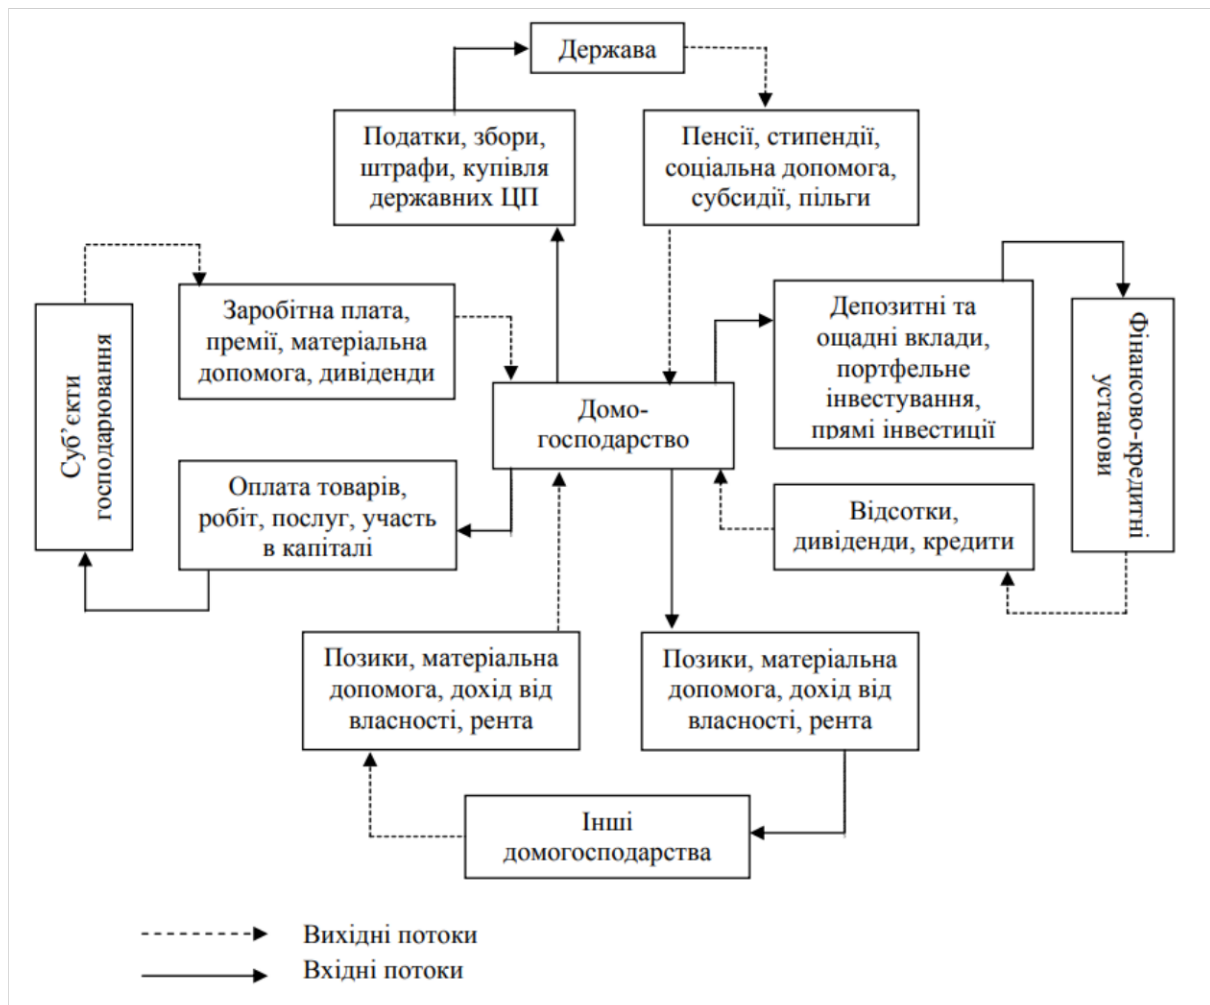 Держава
Податки, збори,
штрафи, купівля
державних ЦП
Пенсії, стипендії,
соціальна допомога,
субсидії, пільги
Заробітна плата,
премії, матеріальна
допомога, дивіденди
Депозитні та
ощадні вклади,
портфельне
інвестування,
прямі інвестиції
Суб’єкти
господарювання
Домо-
господарство
Фінансово-кредитні
установи
Оплата товарів,
робіт, послуг, участь
в капіталі
Відсотки,
дивіденди, кредити
Позики, матеріальна
допомога, дохід від
власності, рента
Позики, матеріальна
допомога, дохід від
власності, рента
Інші
домогосподарства
Вихідні потоки
Вхідні потоки